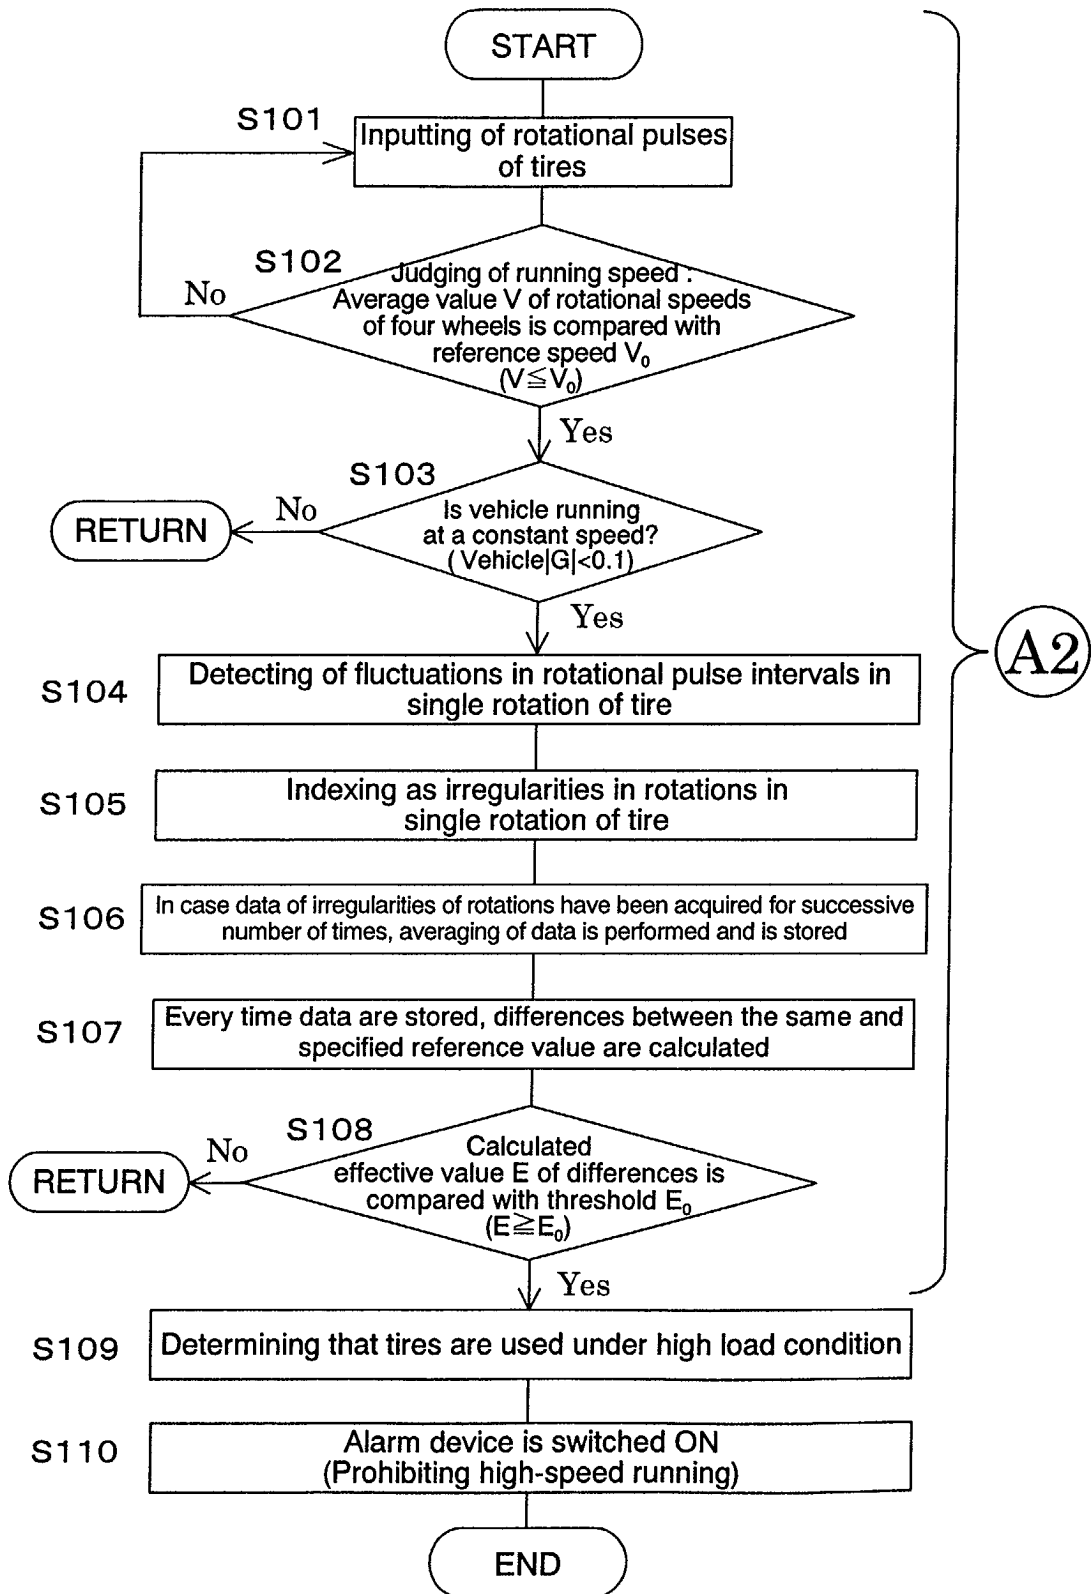 START
S101
Inputting of rotational pulses
of tires
S102
Judging of running speed :
No
Average value V of rotational speeds
of four wheels is compared with
reference speed V₀
(V≦V₀)
Yes
S103
RETURN
No
Is vehicle running
at a constant speed?
( Vehicle|G|<0.1)
Yes
A2
S104
Detecting of fluctuations in rotational pulse intervals in
single rotation of tire
S105
Indexing as irregularities in rotations in
single rotation of tire
S106
In case data of irregularities of rotations have been acquired for successive
number of times, averaging of data is performed and is stored
S107
Every time data are stored, differences between the same and
specified reference value are calculated
S108
RETURN
No
Calculated
effective value E of differences is
compared with threshold E₀
(E≧E₀)
Yes
S109
Determining that tires are used under high load condition
S110
Alarm device is switched ON
(Prohibiting high-speed running)
END